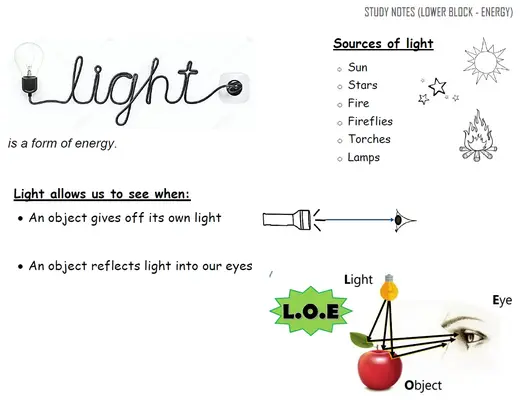 STUDY NOTES (LOWER BLOCK - ENERGY)
light
is a form of energy.
Sources of light
o Sun
o Stars
o Fire
o Fireflies
o Torches
o Lamps
Light allows us to see when:
• An object gives off its own light
• An object reflects light into our eyes
Light
L.O.E
Eye
Object